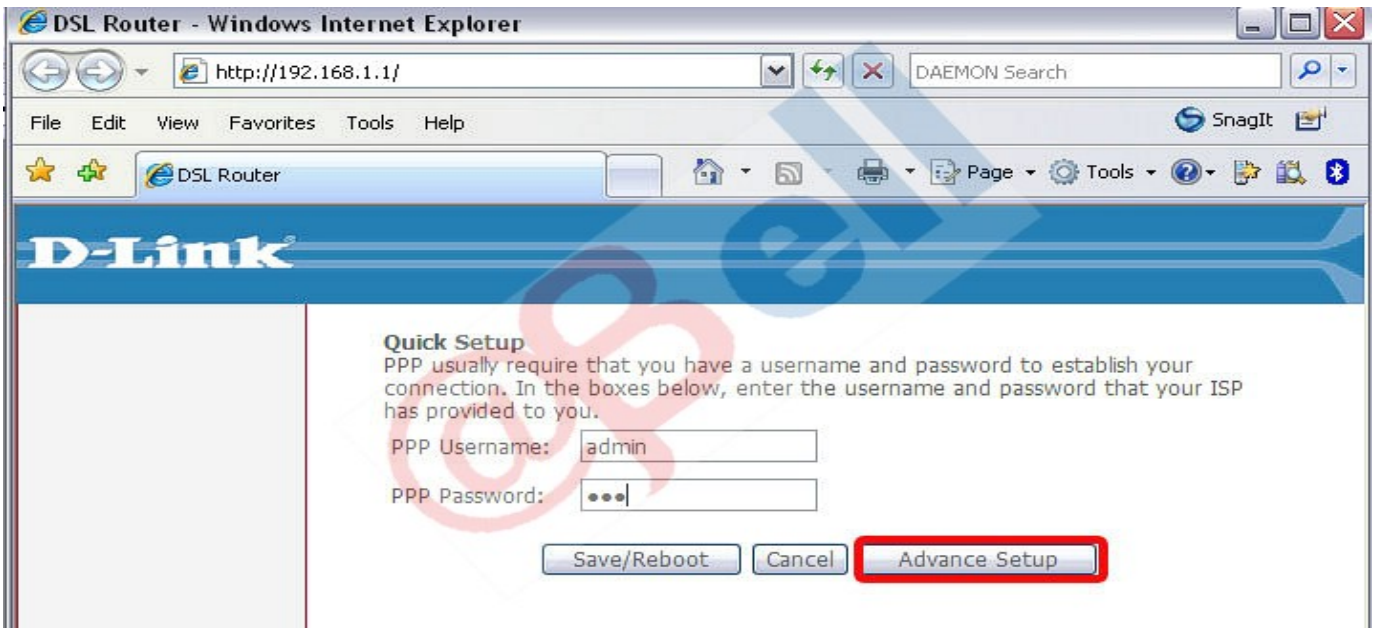 DSL Router - Windows Internet Explorer
http://192.168.1.1/
DAEMON Search
File Edit View Favorites Tools Help
SnagIt
DSL Router
Page Tools
D-Link
Quick Setup
PPP usually require that you have a username and password to establish your
connection. In the boxes below, enter the username and password that your ISP
has provided to you.
PPP Username: admin
PPP Password: •••
Save/Reboot Cancel Advance Setup
@Bell